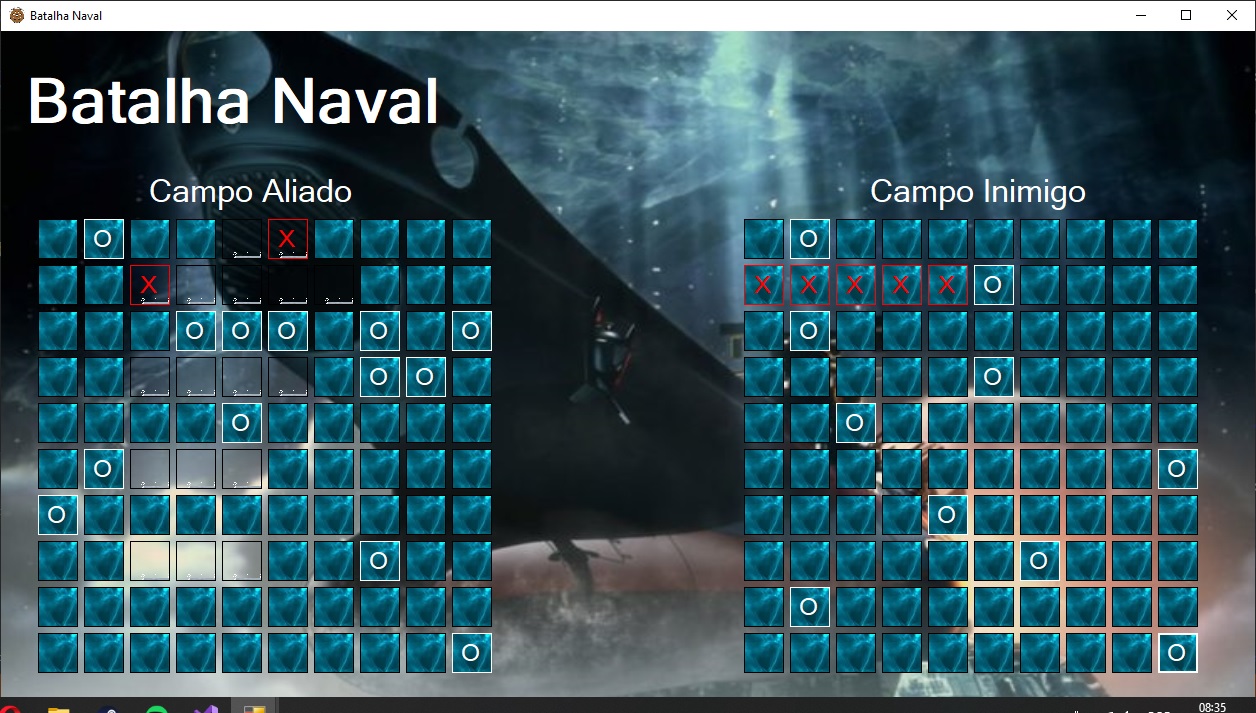 Batalha Naval
Batalha Naval
Campo Aliado Campo Inimigo
O X O
X X X X X X O
O O O O O O
O O O
O O
O O
O O
O O
O
O O
08:35